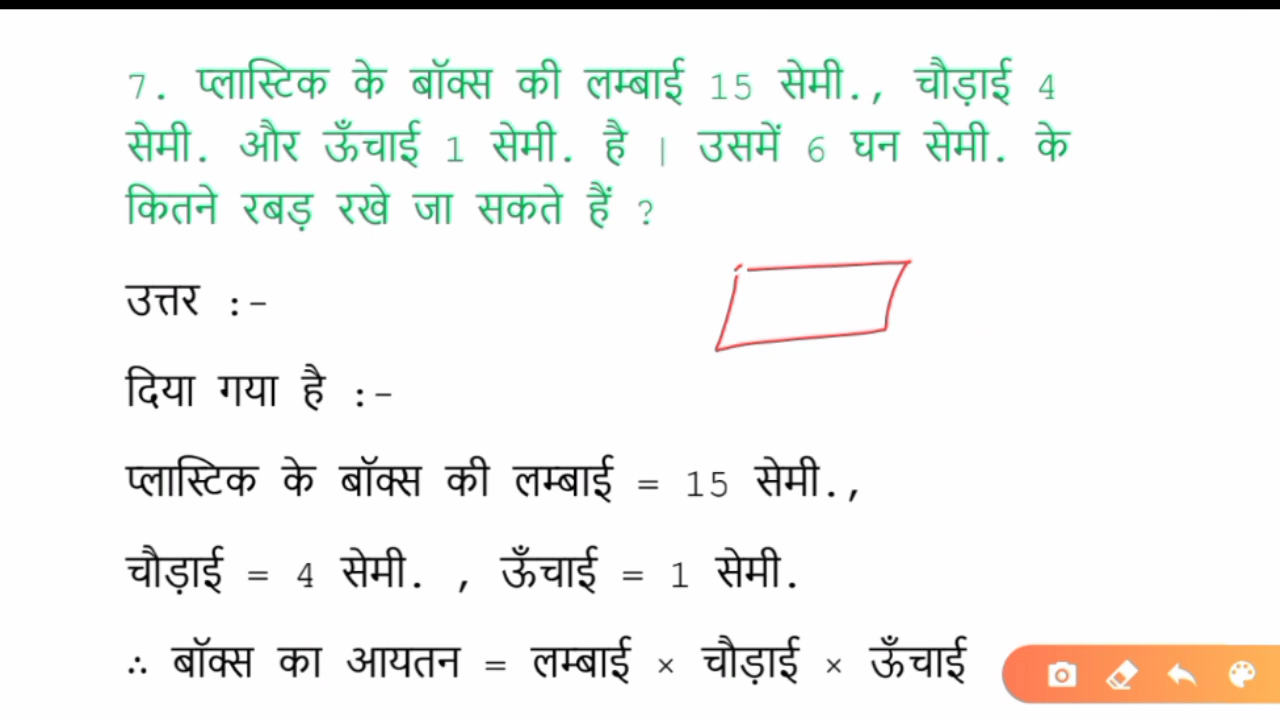 7. प्लास्टिक के बॉक्स की लम्बाई 15 सेमी., चौड़ाई 4
सेमी. और ऊँचाई 1 सेमी. है | उसमें 6 घन सेमी. के
कितने रबड़ रखे जा सकते हैं ?
उत्तर :-
दिया गया है :-
प्लास्टिक के बॉक्स की लम्बाई = 15 सेमी.,
चौड़ाई = 4 सेमी. , ऊँचाई = 1 सेमी.
∴ बॉक्स का आयतन = लम्बाई × चौड़ाई × ऊँचाई